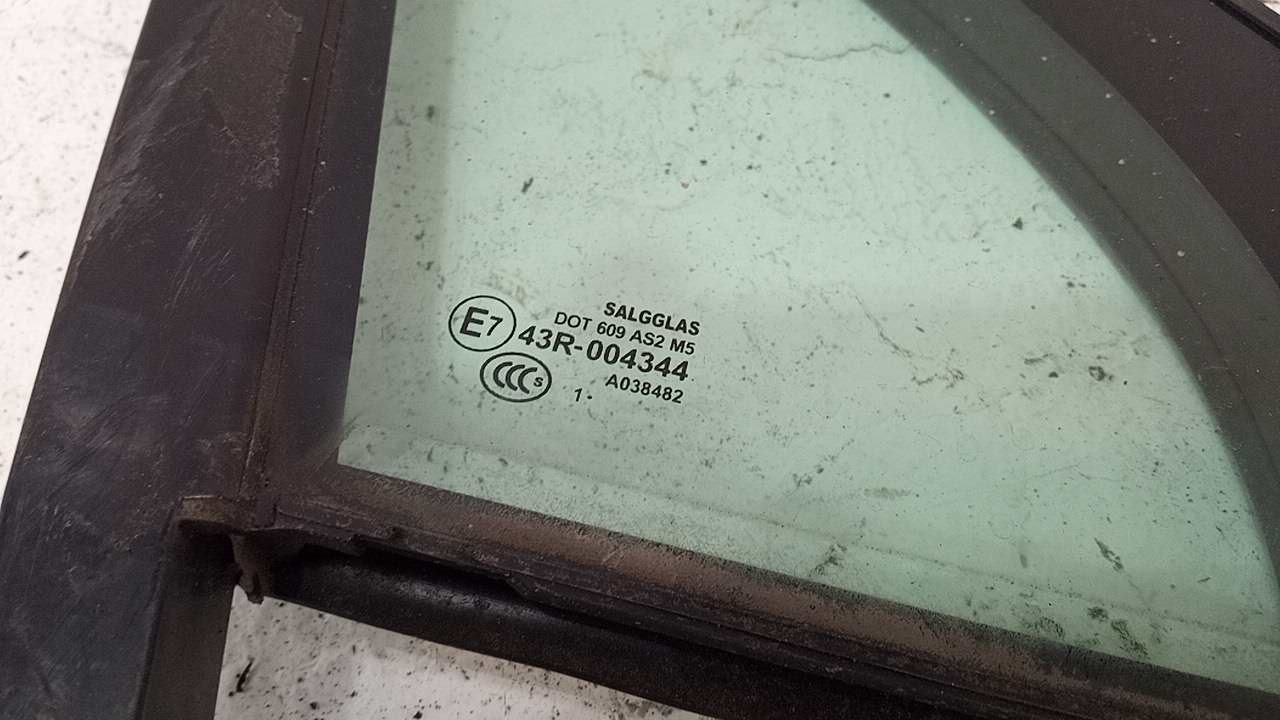 SALGGLAS
DOT 609 AS2 M5
E7 43R-004344
CCC S
A038482
1 •